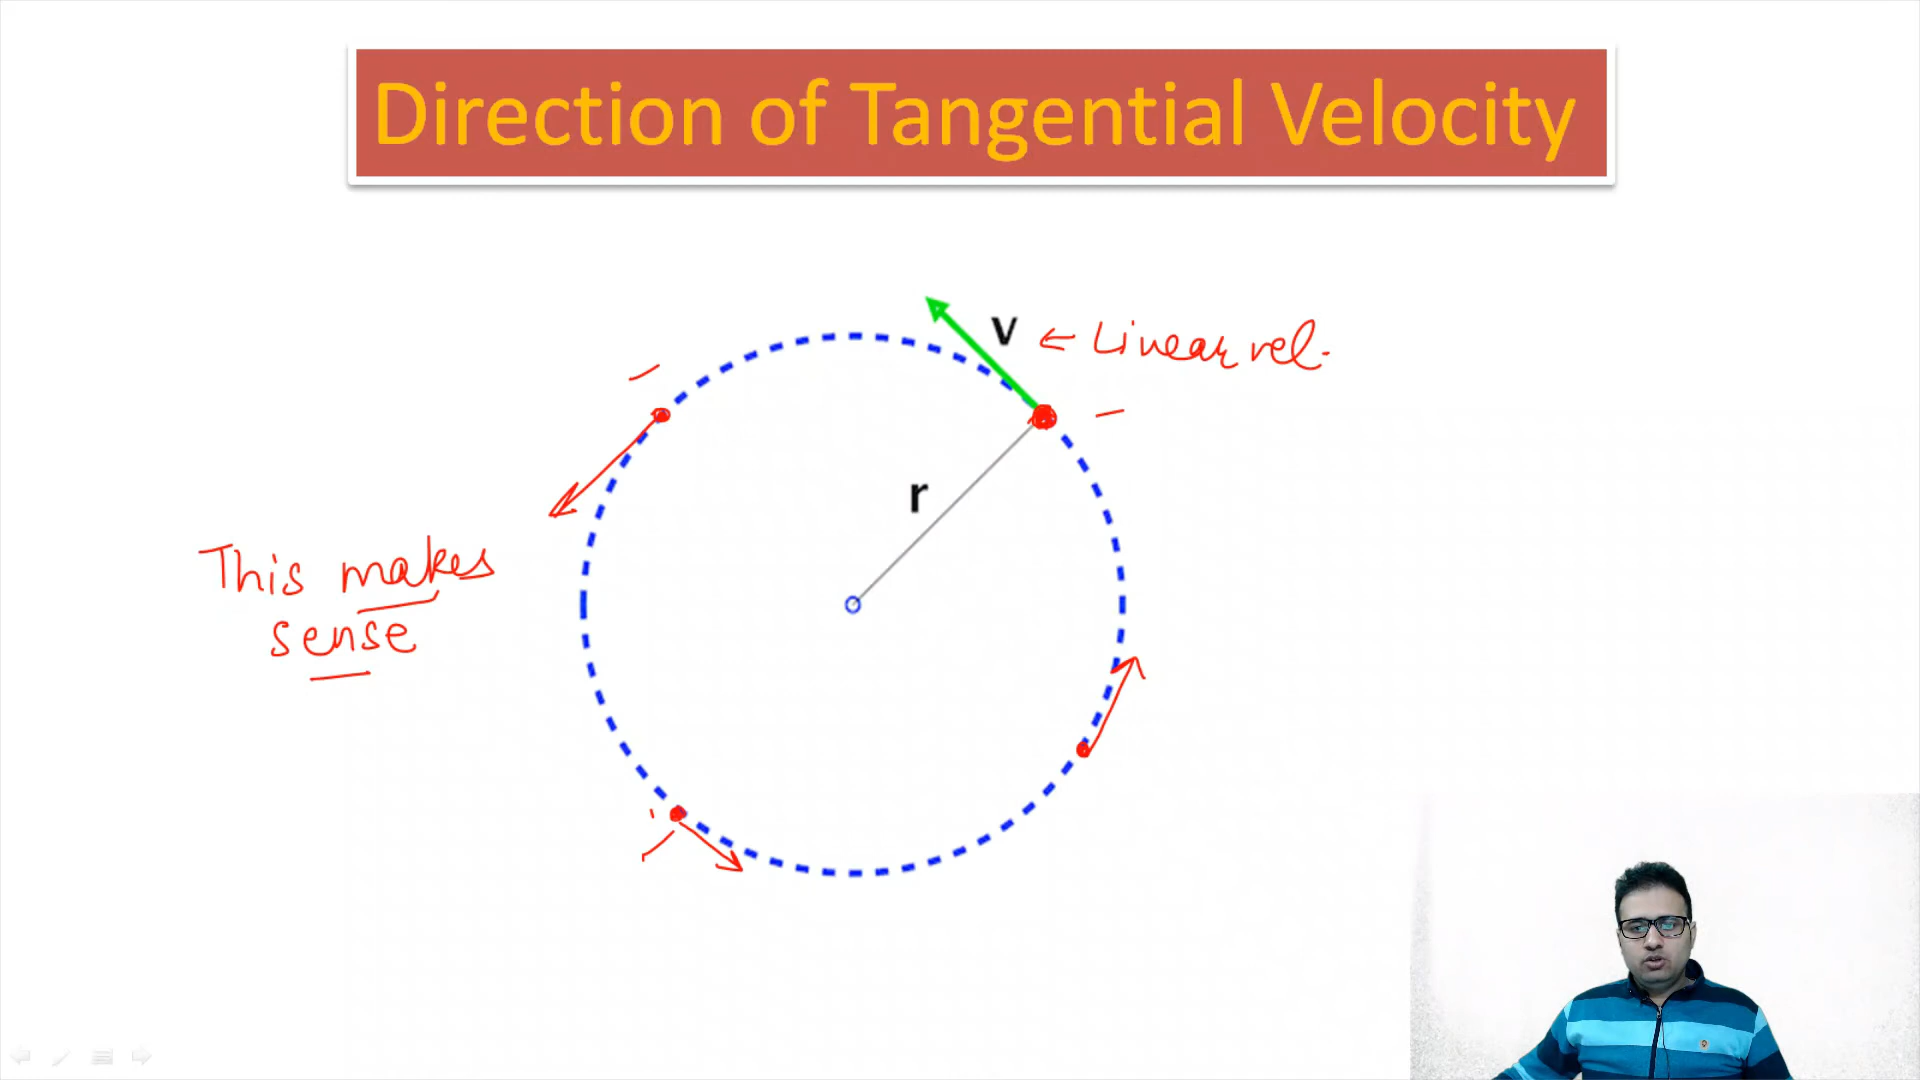 Direction of Tangential Velocity
v ← Linear vel.
r
This makes
sense